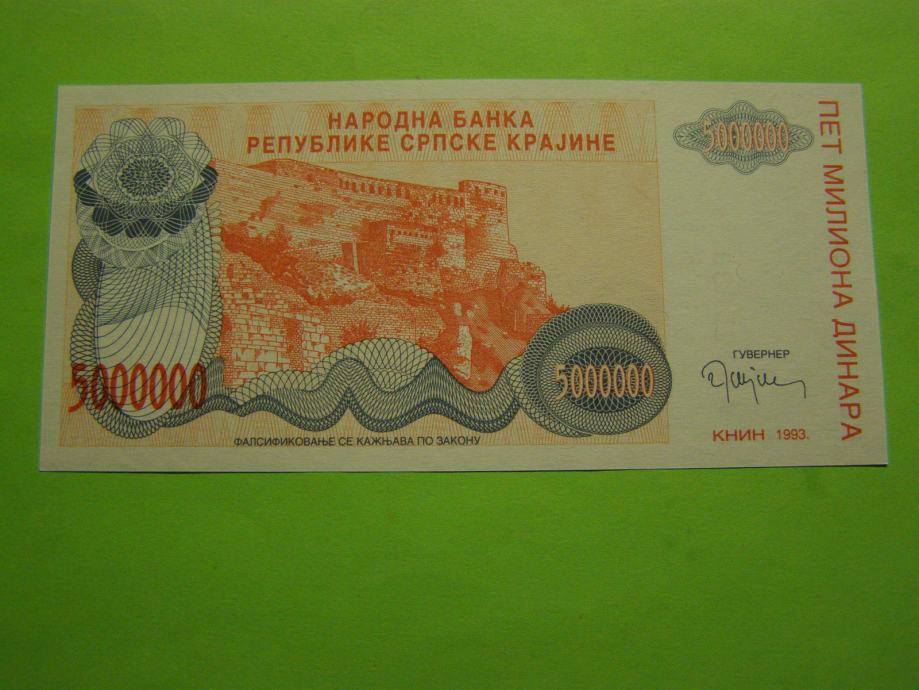 НАРОДНА БАНКА
РЕПУБЛИКЕ СРПСКЕ КРАЈИНЕ
5000000
ПЕТ МИЛИОНА ДИНАРА
5000000
5000000
ГУВЕРНЕР
КНИН 1993.
ФАЛСИФИКОВАЊЕ СЕ КАЖЊАВА ПО ЗАКОНУ